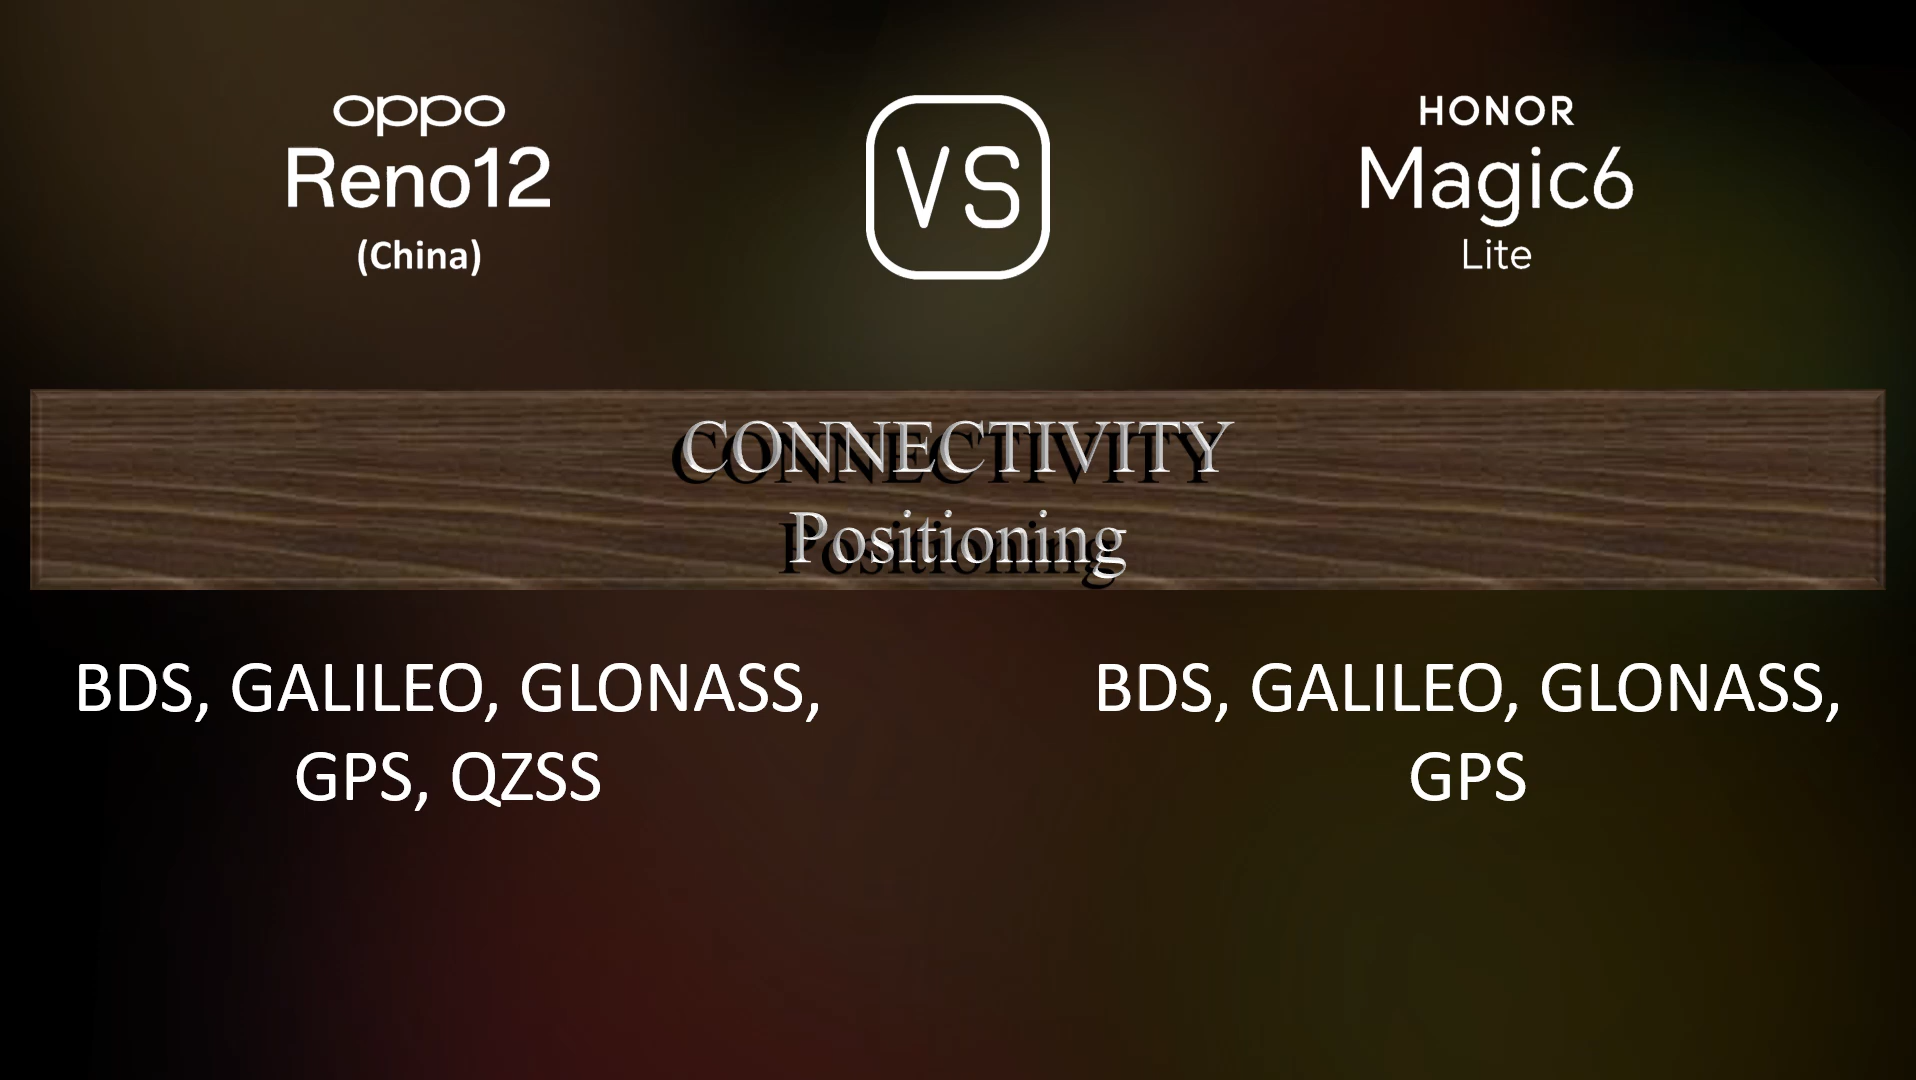 oppo
Reno12
(China)
VS
HONOR
Magic6
Lite
CONNECTIVITY
Positioning
BDS, GALILEO, GLONASS,
GPS, QZSS
BDS, GALILEO, GLONASS,
GPS